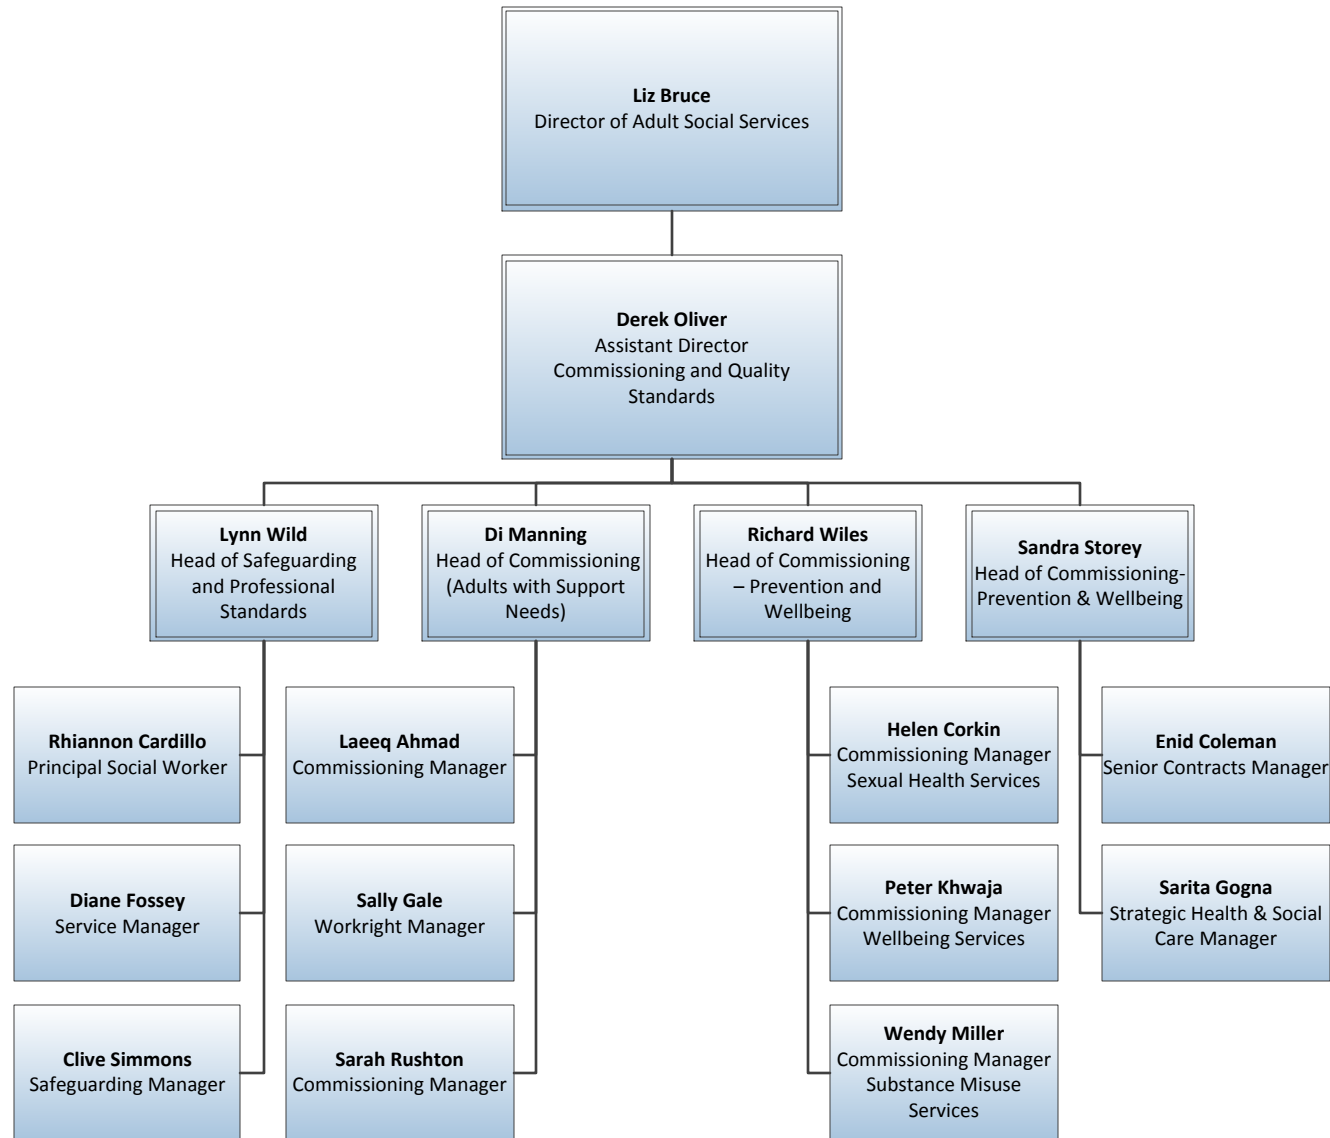 Liz Bruce
Director of Adult Social Services
Derek Oliver
Assistant Director
Commissioning and Quality
Standards
Lynn Wild
Head of Safeguarding
and Professional
Standards
Di Manning
Head of Commissioning
(Adults with Support
Needs)
Richard Wiles
Head of Commissioning
– Prevention and
Wellbeing
Sandra Storey
Head of Commissioning-
Prevention & Wellbeing
Rhiannon Cardillo
Principal Social Worker
Laeeq Ahmad
Commissioning Manager
Helen Corkin
Commissioning Manager
Sexual Health Services
Enid Coleman
Senior Contracts Manager
Diane Fossey
Service Manager
Sally Gale
Workright Manager
Peter Khwaja
Commissioning Manager
Wellbeing Services
Sarita Gogna
Strategic Health & Social
Care Manager
Clive Simmons
Safeguarding Manager
Sarah Rushton
Commissioning Manager
Wendy Miller
Commissioning Manager
Substance Misuse
Services